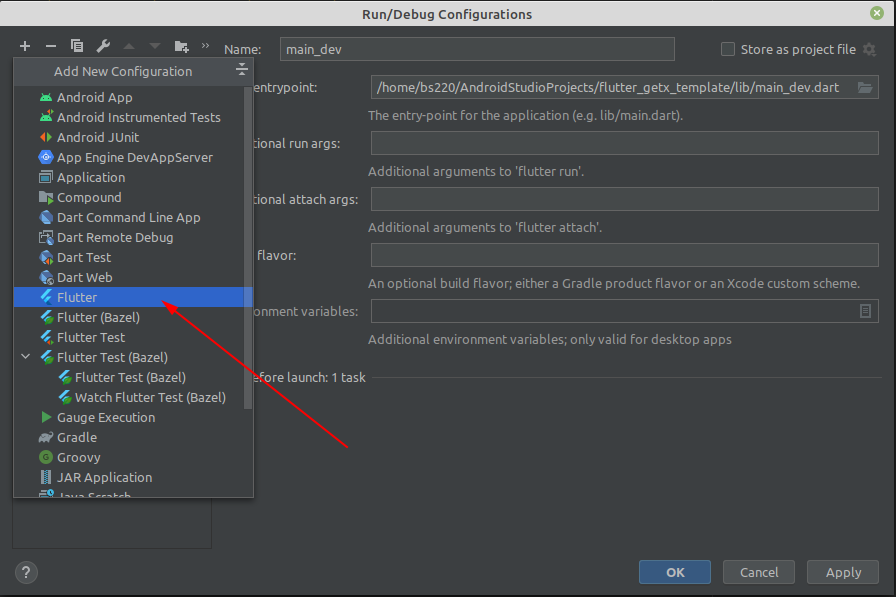 Run/Debug Configurations
Name: main_dev
Store as project file
Add New Configuration
Android App
Android Instrumented Tests
Android JUnit
App Engine DevAppServer
Application
Compound
Dart Command Line App
Dart Remote Debug
Dart Test
Dart Web
Flutter
Flutter (Bazel)
Flutter Test
Flutter Test (Bazel)
Flutter Test (Bazel)
Watch Flutter Test (Bazel)
Gauge Execution
Gradle
Groovy
JAR Application
Java Scratch
entrypoint: /home/bs220/AndroidStudioProjects/flutter_getx_template/lib/main_dev.dart
The entry-point for the application (e.g. lib/main.dart).
tional run args:
Additional arguments to 'flutter run'.
tional attach args:
Additional arguments to 'flutter attach'.
flavor:
An optional build flavor; either a Gradle product flavor or an Xcode custom scheme.
onment variables:
Additional environment variables; only valid for desktop apps
efore launch: 1 task
?
OK
Cancel
Apply